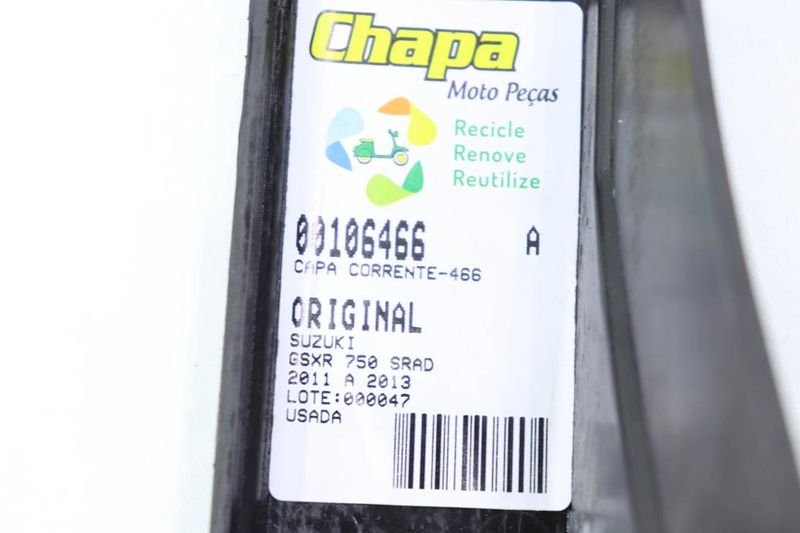 Chapa
Moto Peças
Recicle
Renove
Reutilize
00106466 A
CAPA CORRENTE-466
ORIGINAL
SUZUKI
GSXR 750 SRAD
2011 A 2013
LOTE:000047
USADA